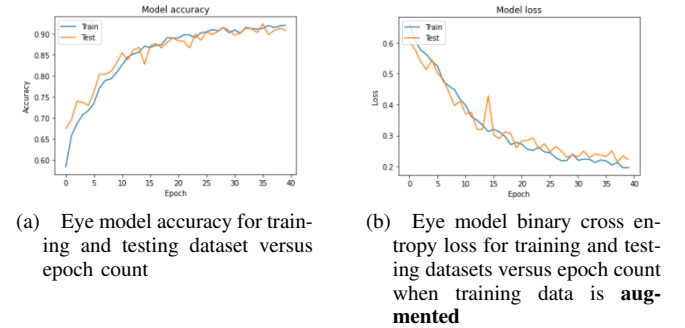 Model accuracy
Train
Test
0.90
0.85
0.80
0.75
0.70
0.65
0.60
Accuracy
0 5 10 15 20 25 30 35 40
Epoch
Model loss
Train
Test
0.6
0.5
0.4
0.3
0.2
Loss
0 5 10 15 20 25 30 35 40
Epoch
(a) Eye model accuracy for train-
ing and testing dataset versus
epoch count
(b) Eye model binary cross en-
tropy loss for training and test-
ing datasets versus epoch count
when training data is aug-
mented